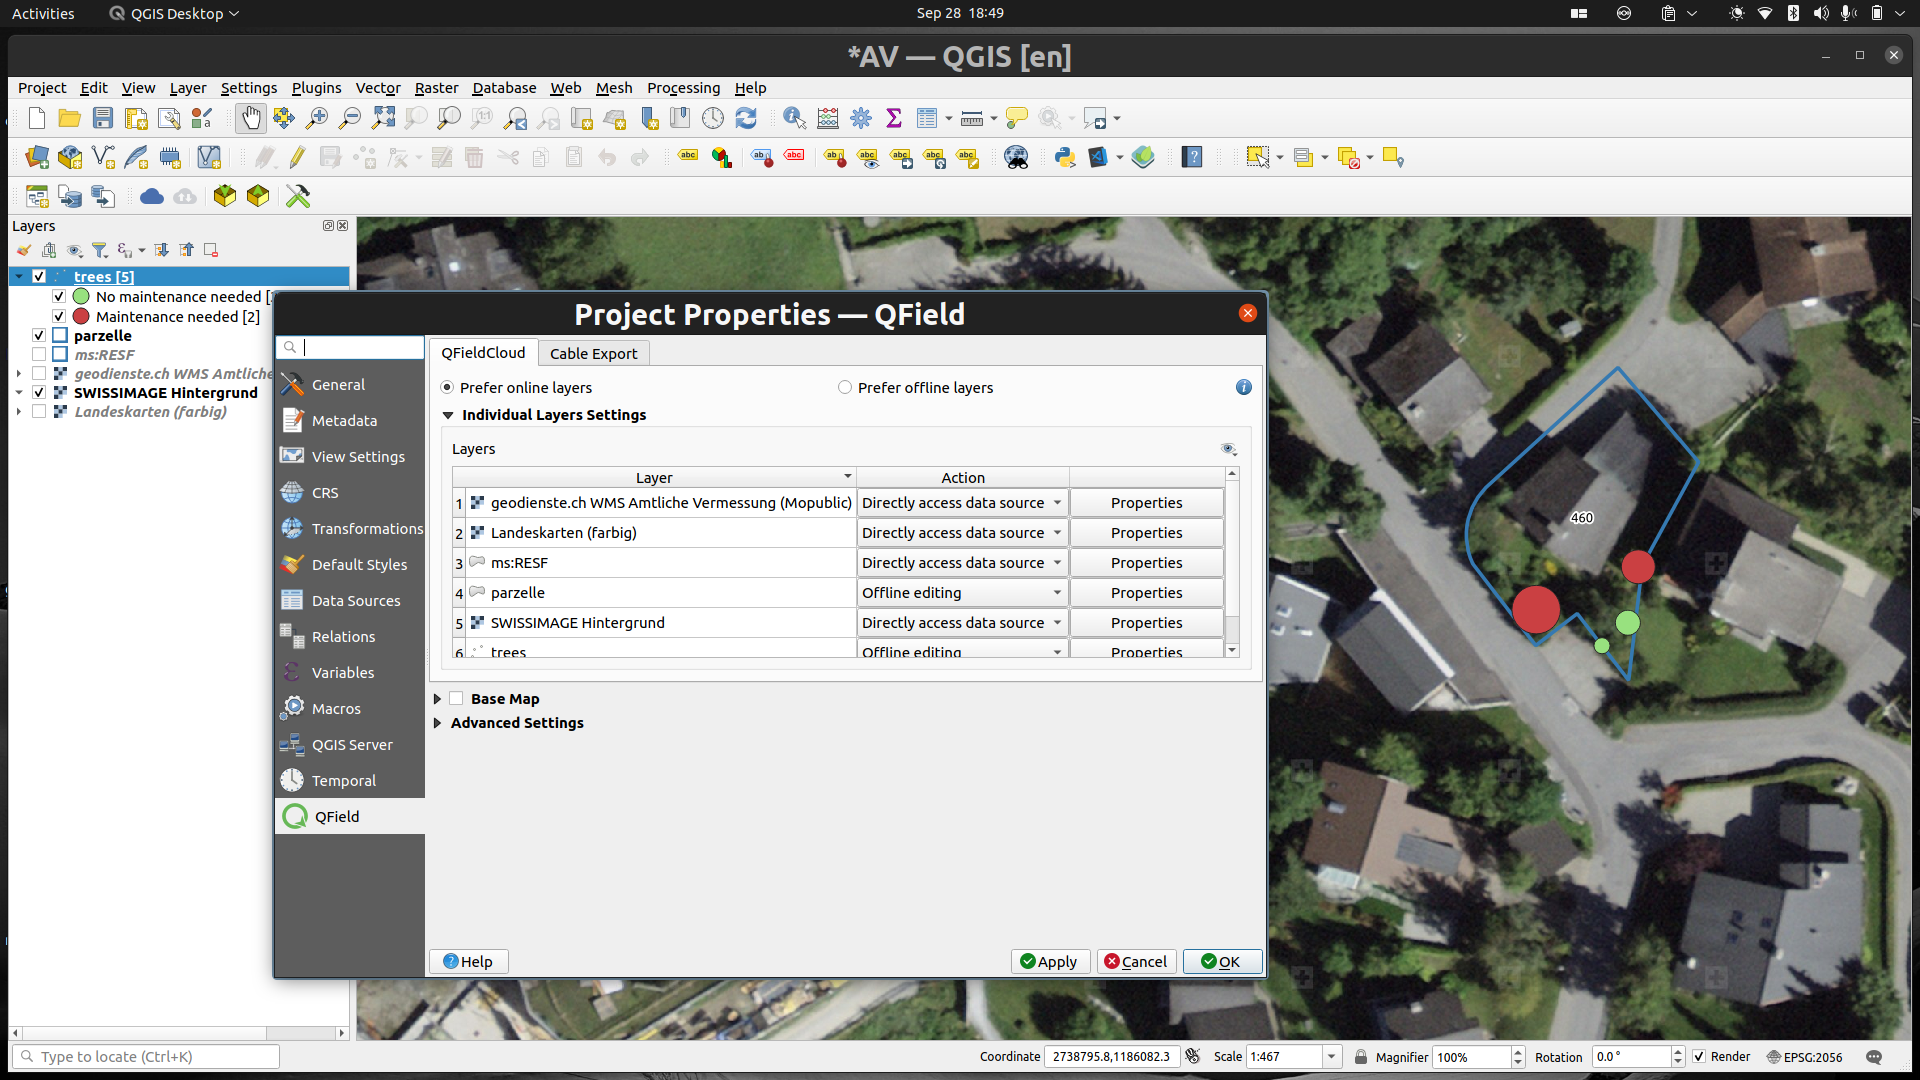 Activities
QGIS Desktop
Sep 28 18:49
*AV — QGIS [en]
Project Edit View Layer Settings Plugins Vector Raster Database Web Mesh Processing Help
Layers
trees [5]
No maintenance needed [
Maintenance needed [2]
parzelle
ms:RESF
geodienste.ch WMS Amtliche
SWISSIMAGE Hintergrund
Landeskarten (farbig)
Project Properties — QField
General
Metadata
View Settings
CRS
Transformations
Default Styles
Data Sources
Relations
Variables
Macros
QGIS Server
Temporal
QField
QFieldCloud
Cable Export
Prefer online layers
Prefer offline layers
Individual Layers Settings
Layers
Layer Action
1 geodienste.ch WMS Amtliche Vermessung (Mopublic) Directly access data source Properties
2 Landeskarten (farbig) Directly access data source Properties
3 ms:RESF Directly access data source Properties
4 parzelle Offline editing Properties
5 SWISSIMAGE Hintergrund Directly access data source Properties
6 trees Offline editing Properties
Base Map
Advanced Settings
Help
Apply
Cancel
OK
460
Type to locate (Ctrl+K)
Coordinate 2738795.8,1186082.3
Scale 1:467
Magnifier 100%
Rotation 0.0 °
Render
EPSG:2056